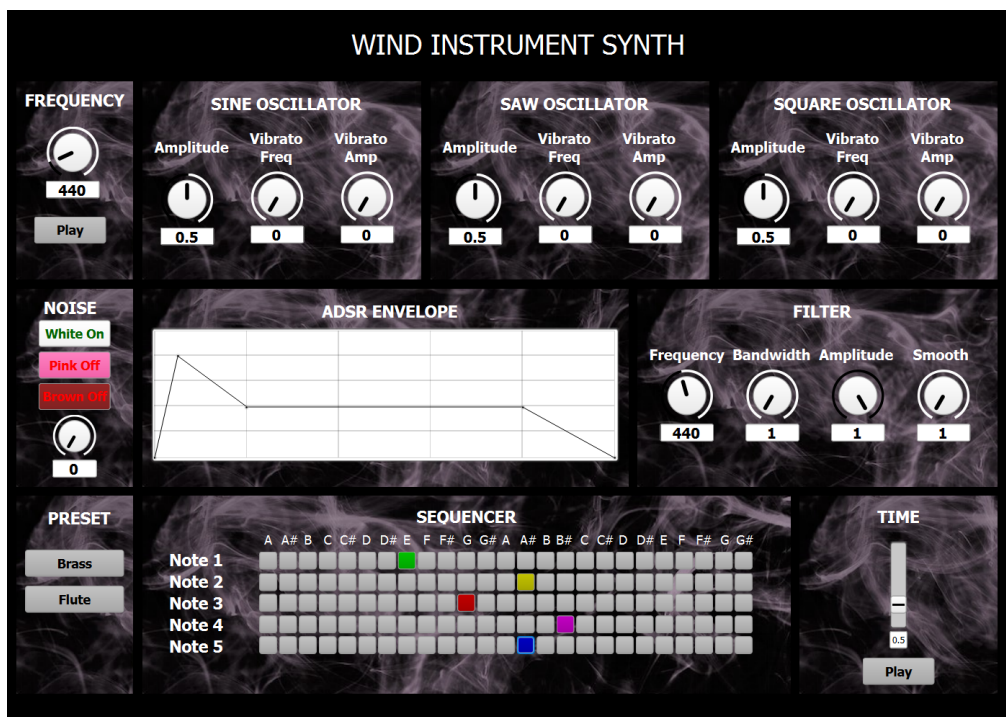 WIND INSTRUMENT SYNTH
FREQUENCY
440
Play
SINE OSCILLATOR
Amplitude
Vibrato
Freq
Vibrato
Amp
0.5
0
0
SAW OSCILLATOR
Amplitude
Vibrato
Freq
Vibrato
Amp
0.5
0
0
SQUARE OSCILLATOR
Amplitude
Vibrato
Freq
Vibrato
Amp
0.5
0
0
NOISE
White On
Pink Off
Brown Off
0
ADSR ENVELOPE
FILTER
Frequency Bandwidth Amplitude Smooth
440 1 1 1
PRESET
Brass
Flute
SEQUENCER
A A# B C C# D D# E F F# G G# A A# B B# C C# D D# E F F# G G#
Note 1
Note 2
Note 3
Note 4
Note 5
TIME
0.5
Play